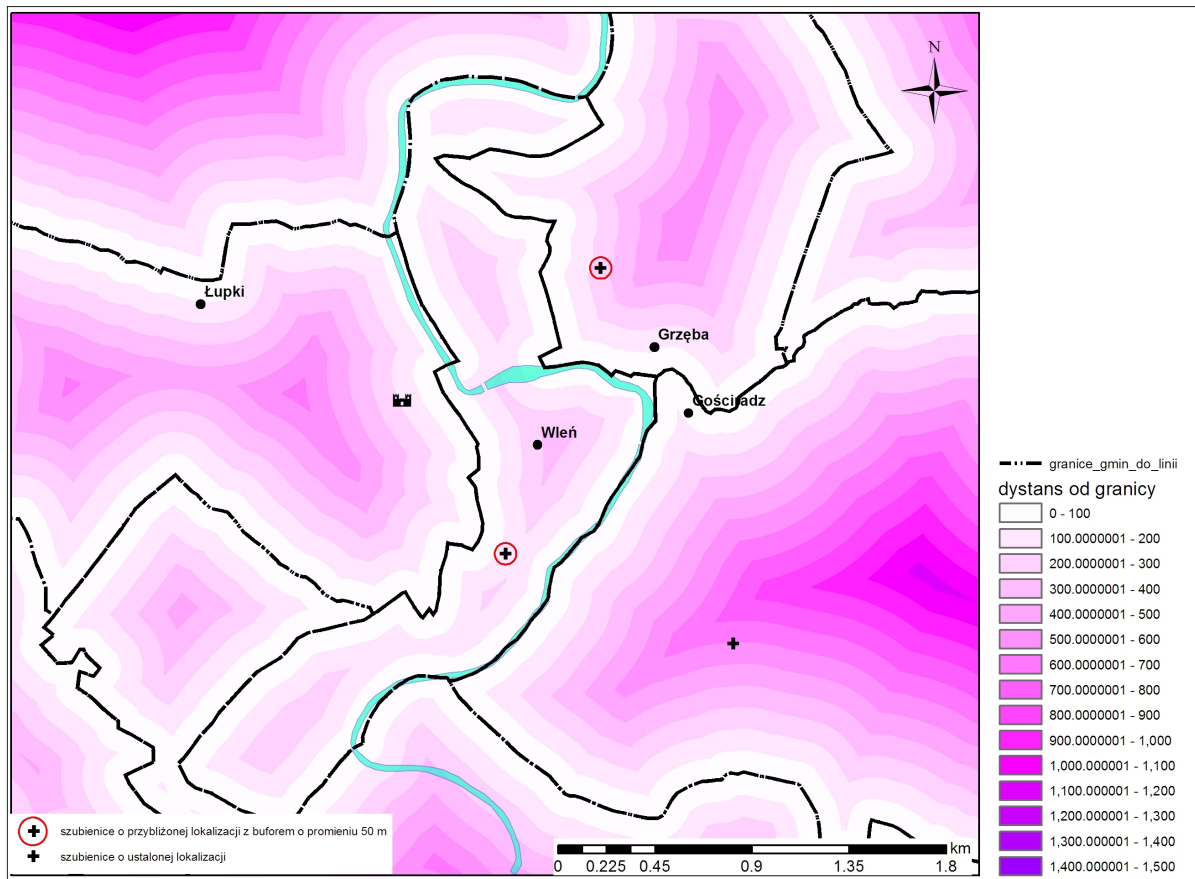 N
Łupki
Grzęba
Gościradz
Wleń
granice_gmin_do_linii
dystans od granicy
0 - 100
100.0000001 - 200
200.0000001 - 300
300.0000001 - 400
400.0000001 - 500
500.0000001 - 600
600.0000001 - 700
700.0000001 - 800
800.0000001 - 900
900.0000001 - 1,000
1,000.000001 - 1,100
1,100.000001 - 1,200
1,200.000001 - 1,300
1,300.000001 - 1,400
1,400.000001 - 1,500
szubienice o przybliżonej lokalizacji z buforem o promieniu 50 m
szubienice o ustalonej lokalizacji
km
0 0.225 0.45 0.9 1.35 1.8